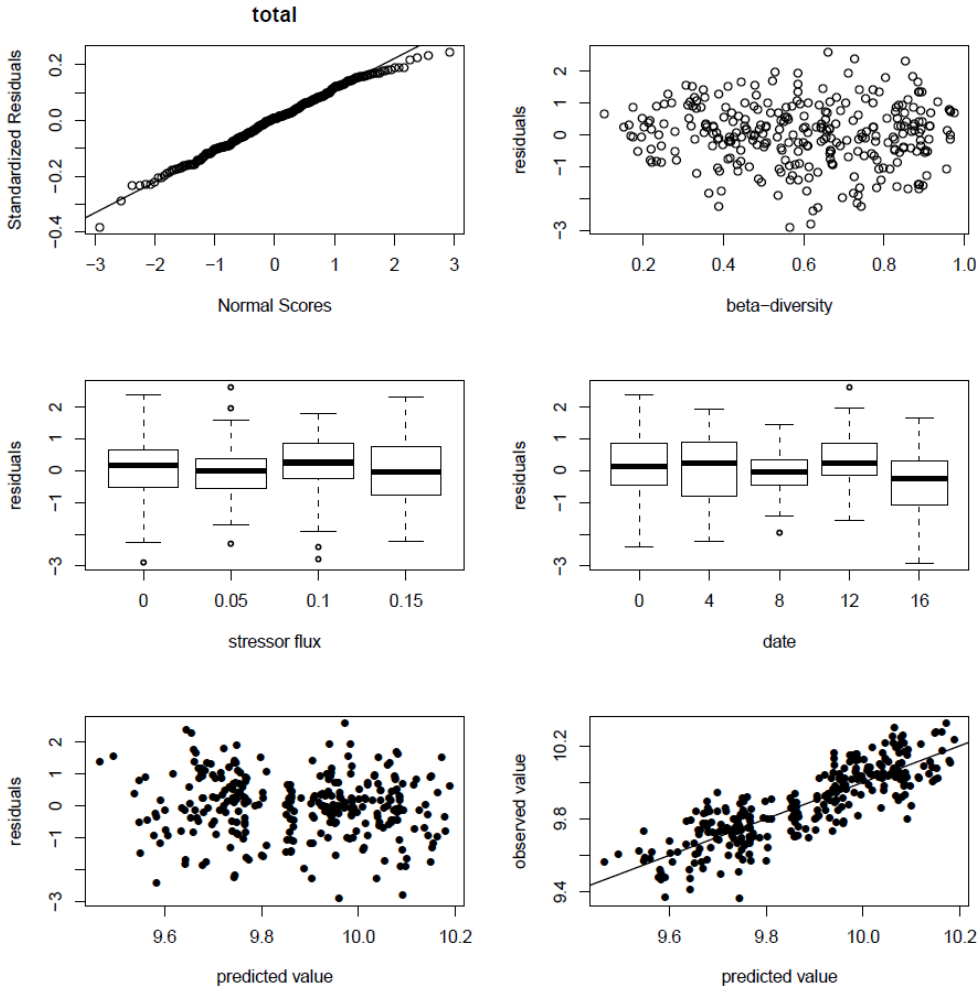 total
Standardized Residuals
−0.4 −0.2 0.0 0.2
−3 −2 −1 0 1 2 3
Normal Scores
residuals
−3 −1 0 1 2
0.2 0.4 0.6 0.8 1.0
beta−diversity
residuals
−3 −1 0 1 2
0 0.05 0.1 0.15
stressor flux
residuals
−3 −1 0 1 2
0 4 8 12 16
date
residuals
−3 −1 0 1 2
9.6 9.8 10.0 10.2
predicted value
observed value
9.4 9.8 10.2
9.6 9.8 10.0 10.2
predicted value